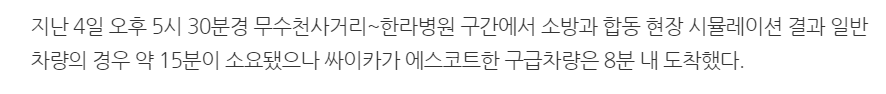 지난 4일 오후 5시 30분경 무수천사거리~한라병원 구간에서 소방과 합동 현장 시뮬레이션 결과 일반
차량의 경우 약 15분이 소요됐으나 싸이카가 에스코트한 구급차량은 8분 내 도착했다.